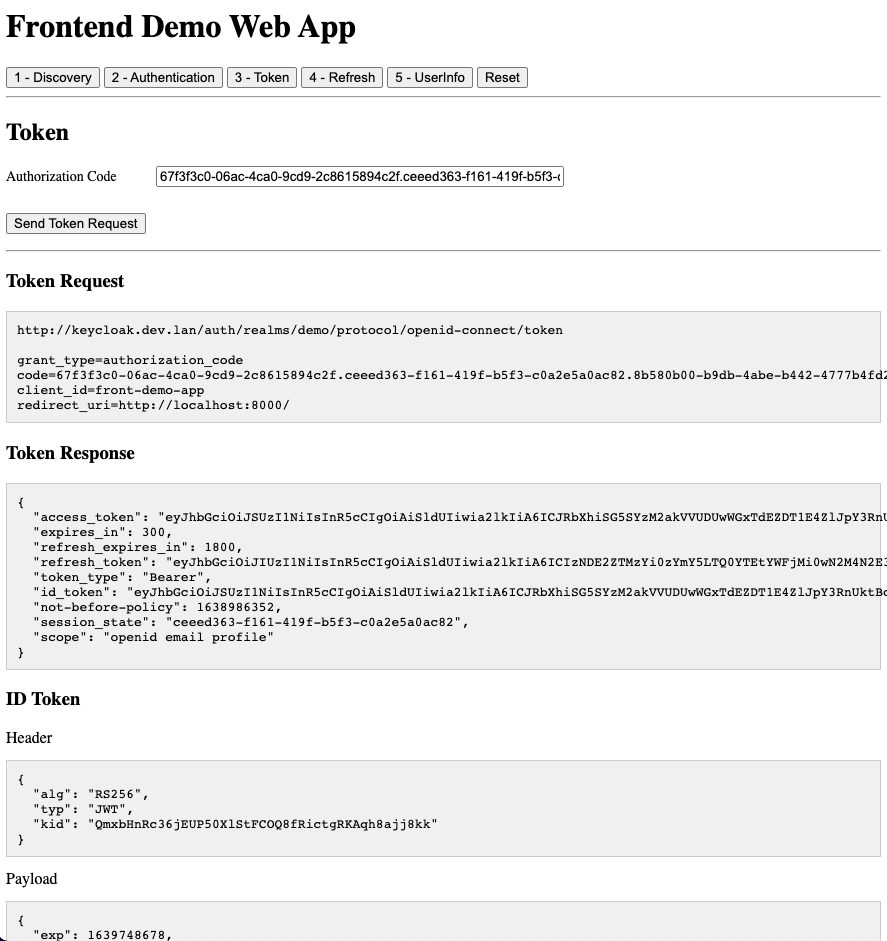 Frontend Demo Web App
1 - Discovery 2 - Authentication 3 - Token 4 - Refresh 5 - UserInfo Reset
Token
Authorization Code 67f3f3c0-06ac-4ca0-9cd9-2c8615894c2f.ceeed363-f161-419f-b5f3-
Send Token Request
Token Request
http://keycloak.dev.lan/auth/realms/demo/protocol/openid-connect/token
grant_type=authorization_code
code=67f3f3c0-06ac-4ca0-9cd9-2c8615894c2f.ceeed363-f161-419f-b5f3-c0a2e5a0ac82.8b580b00-b9db-4abe-b442-4777b4fd2
client_id=front-demo-app
redirect_uri=http://localhost:8000/
Token Response
{
"access_token": "eyJhbGciOiJSUzI1NiIsInR5cCIgOiAiSldUIiwia2lkIiA6ICJRbXhiSG5SYzM2akVVUDUwWGxTdEZDT1E4ZlJpY3RnU
"expires_in": 300,
"refresh_expires_in": 1800,
"refresh_token": "eyJhbGciOiJIUzI1NiIsInR5cCIgOiAiSldUIiwia2lkIiA6ICIzNDE2ZTMzYi0zYmY5LTQ0YTEtYWFjMi0wN2M4N2E3
"token_type": "Bearer",
"id_token": "eyJhbGciOiJSUzI1NiIsInR5cCIgOiAiSldUIiwia2lkIiA6ICJRbXhiSG5SYzM2akVVUDUwWGxTdEZDT1E4ZlJpY3RnUktBc
"not-before-policy": 1638986352,
"session_state": "ceeed363-f161-419f-b5f3-c0a2e5a0ac82",
"scope": "openid email profile"
}
ID Token
Header
{
"alg": "RS256",
"typ": "JWT",
"kid": "QmxbHnRc36jEUP50XlStFCOQ8fRictgRKAqh8ajj8kk"
}
Payload
{
"exp": 1639748678,